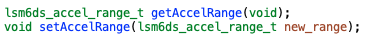 lsm6ds_accel_range_t getAccelRange(void);
void setAccelRange(lsm6ds_accel_range_t new_range);